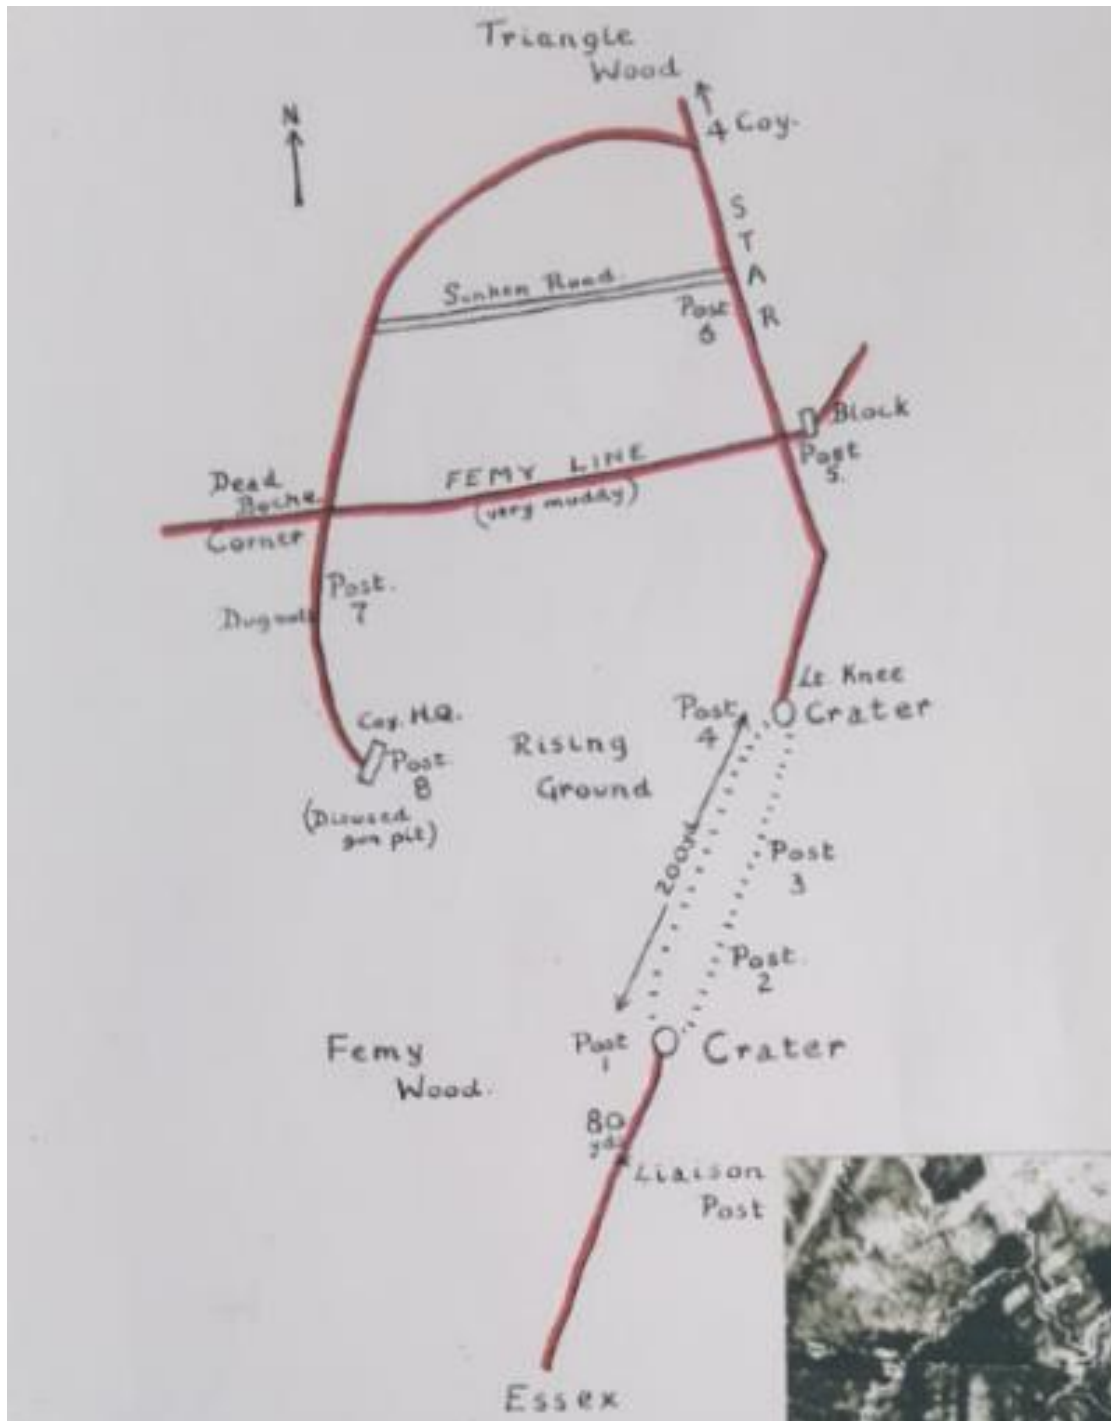 Triangle
Wood
N
4 Coy.
S
T
A
R
Sunken Road.
Post
6
Block
Post
5.
FEMY LINE
(very muddy)
Dead
Boche
Corner
Post.
7
Dugout
Lt. Knee
Crater
Post
4
Coy. H.Q.
Post
8
(Disused
gun pit)
Rising
Ground
200yd
Post
3
Post.
2
Post
1
Crater
Femy
Wood.
80
yds
Liaison
Post
Essex